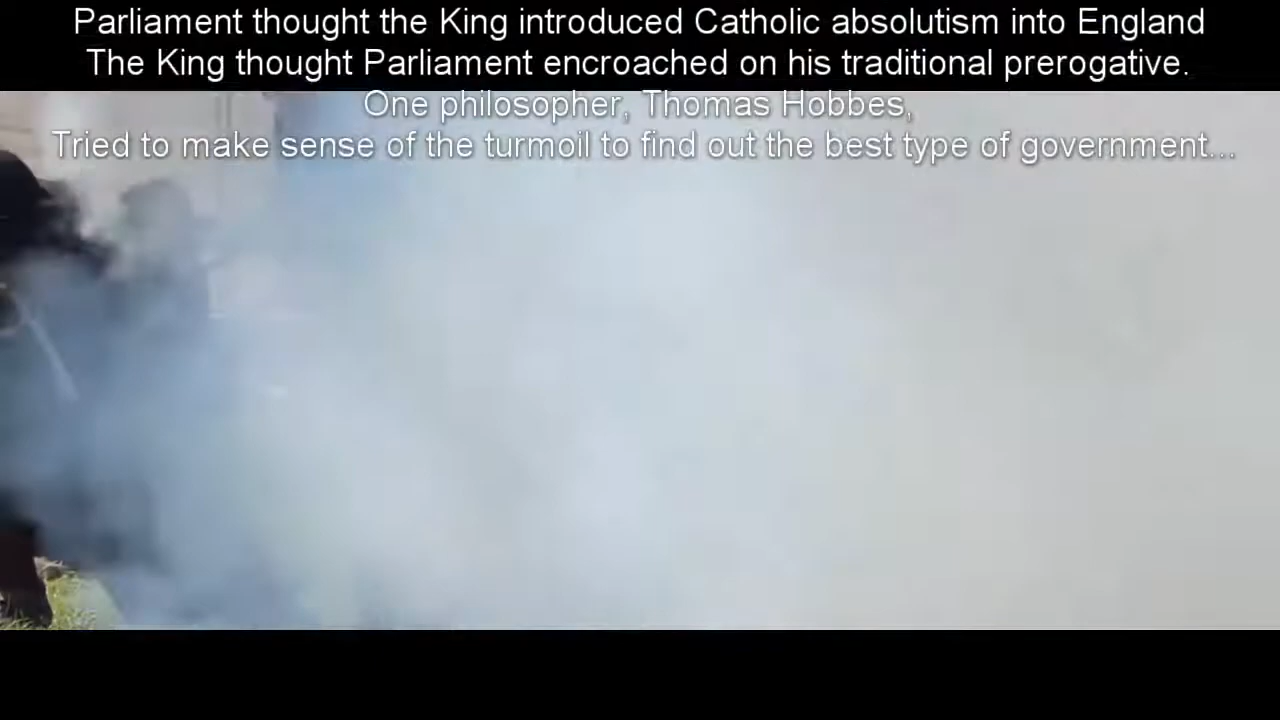 Parliament thought the King introduced Catholic absolutism into England
The King thought Parliament encroached on his traditional prerogative.
One philosopher, Thomas Hobbes,
Tried to make sense of the turmoil to find out the best type of government...